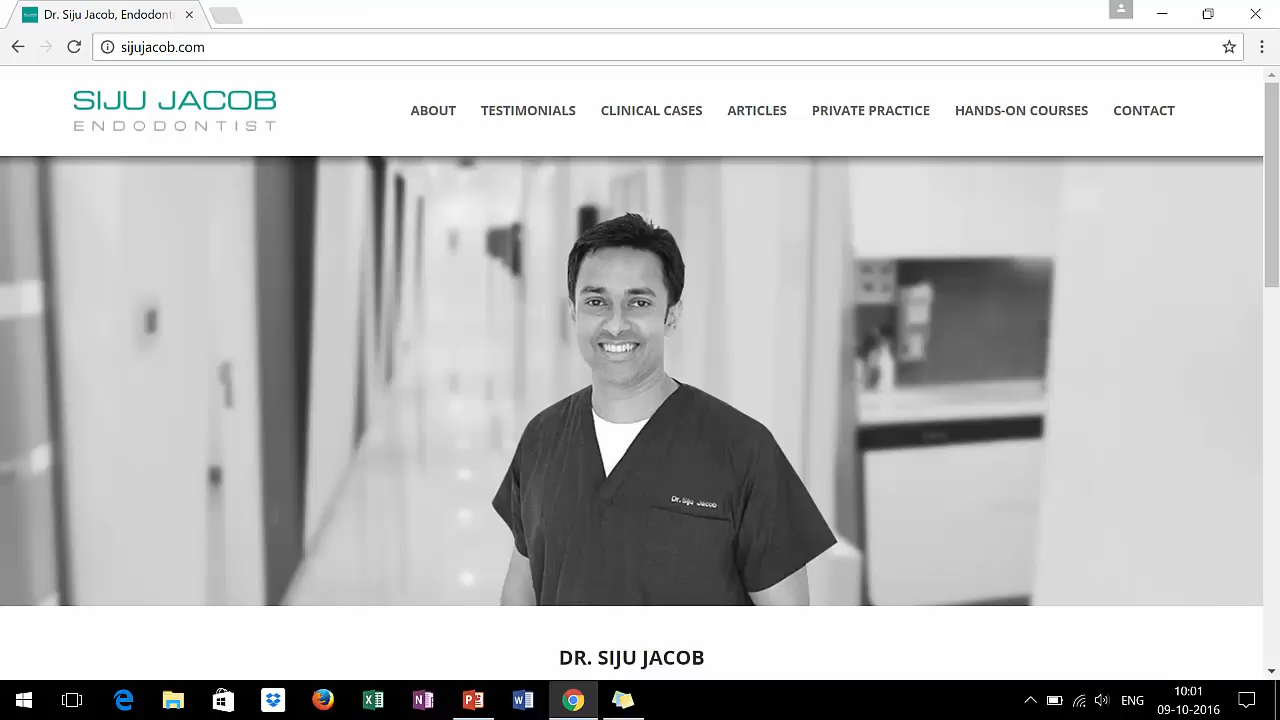 Dr. Siju Jacob, Endodonti
sijujacob.com
SIJU JACOB
ENDODONTIST
ABOUT TESTIMONIALS CLINICAL CASES ARTICLES PRIVATE PRACTICE HANDS-ON COURSES CONTACT
Dr. Siju Jacob
DR. SIJU JACOB
ENG
10:01
09-10-2016